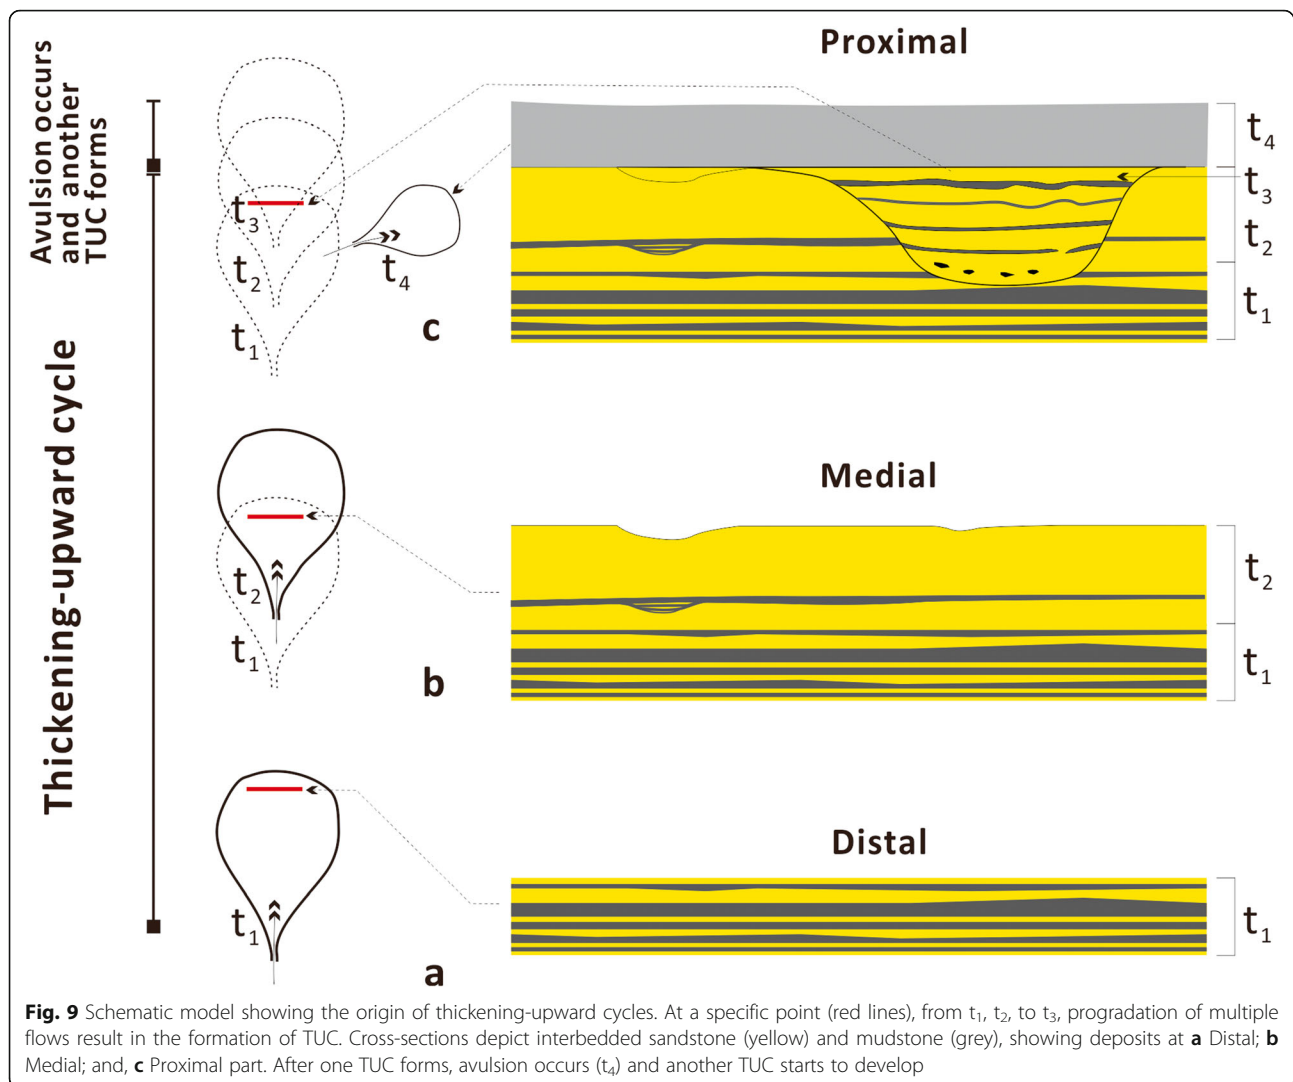 Proximal
Avulsion occurs
and another
TUC forms
t₃
t₂
t₁
t₄
c
t₄
t₃
t₂
t₁
Thickening-upward cycle
Medial
t₂
t₁
b
t₂
t₁
Distal
t₁
a
t₁
Fig. 9 Schematic model showing the origin of thickening-upward cycles. At a specific point (red lines), from t₁, t₂, to t₃, progradation of multiple
flows result in the formation of TUC. Cross-sections depict interbedded sandstone (yellow) and mudstone (grey), showing deposits at a Distal; b
Medial; and, c Proximal part. After one TUC forms, avulsion occurs (t₄) and another TUC starts to develop